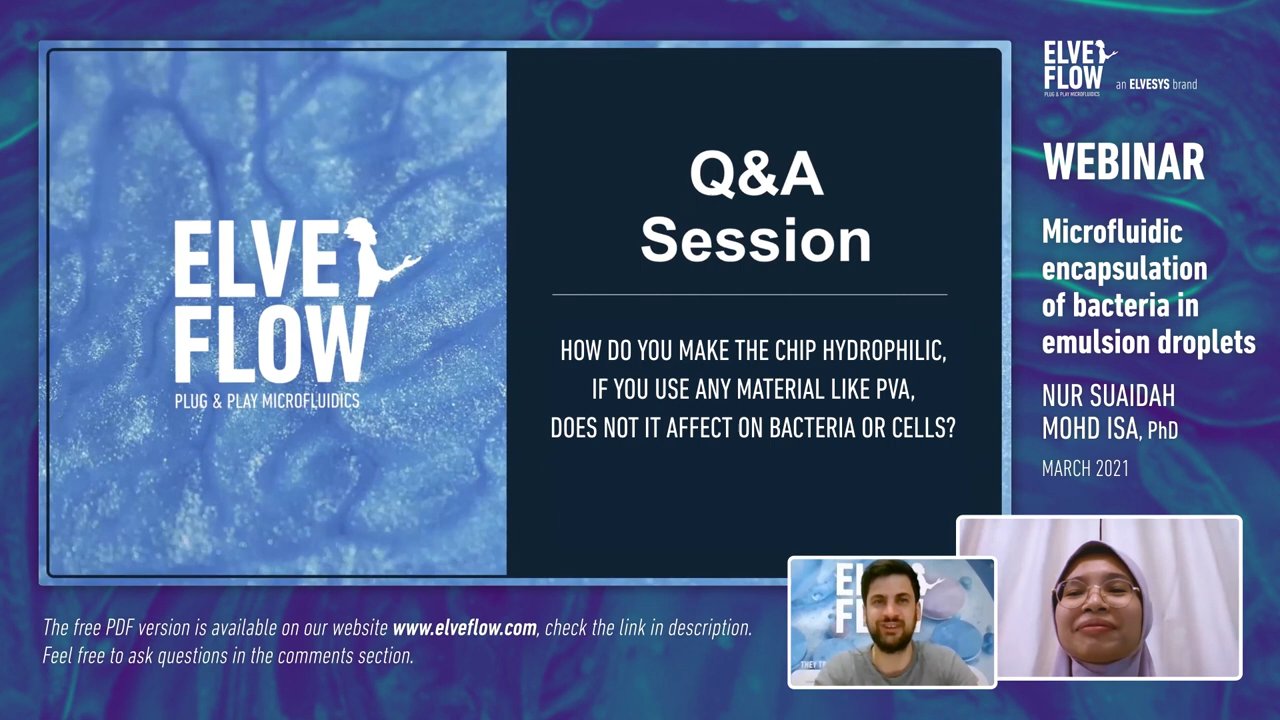 ELVE
FLOW
PLUG & PLAY MICROFLUIDICS
Q&A
Session
HOW DO YOU MAKE THE CHIP HYDROPHILIC,
IF YOU USE ANY MATERIAL LIKE PVA,
DOES NOT IT AFFECT ON BACTERIA OR CELLS?
ELVE
FLOW
PLUG & PLAY MICROFLUIDICS
an ELVESYS brand
WEBINAR
Microfluidic
encapsulation
of bacteria in
emulsion droplets
NUR SUAIDAH
MOHD ISA, PhD
MARCH 2021
The free PDF version is available on our website www.elveflow.com, check the link in description.
Feel free to ask questions in the comments section.